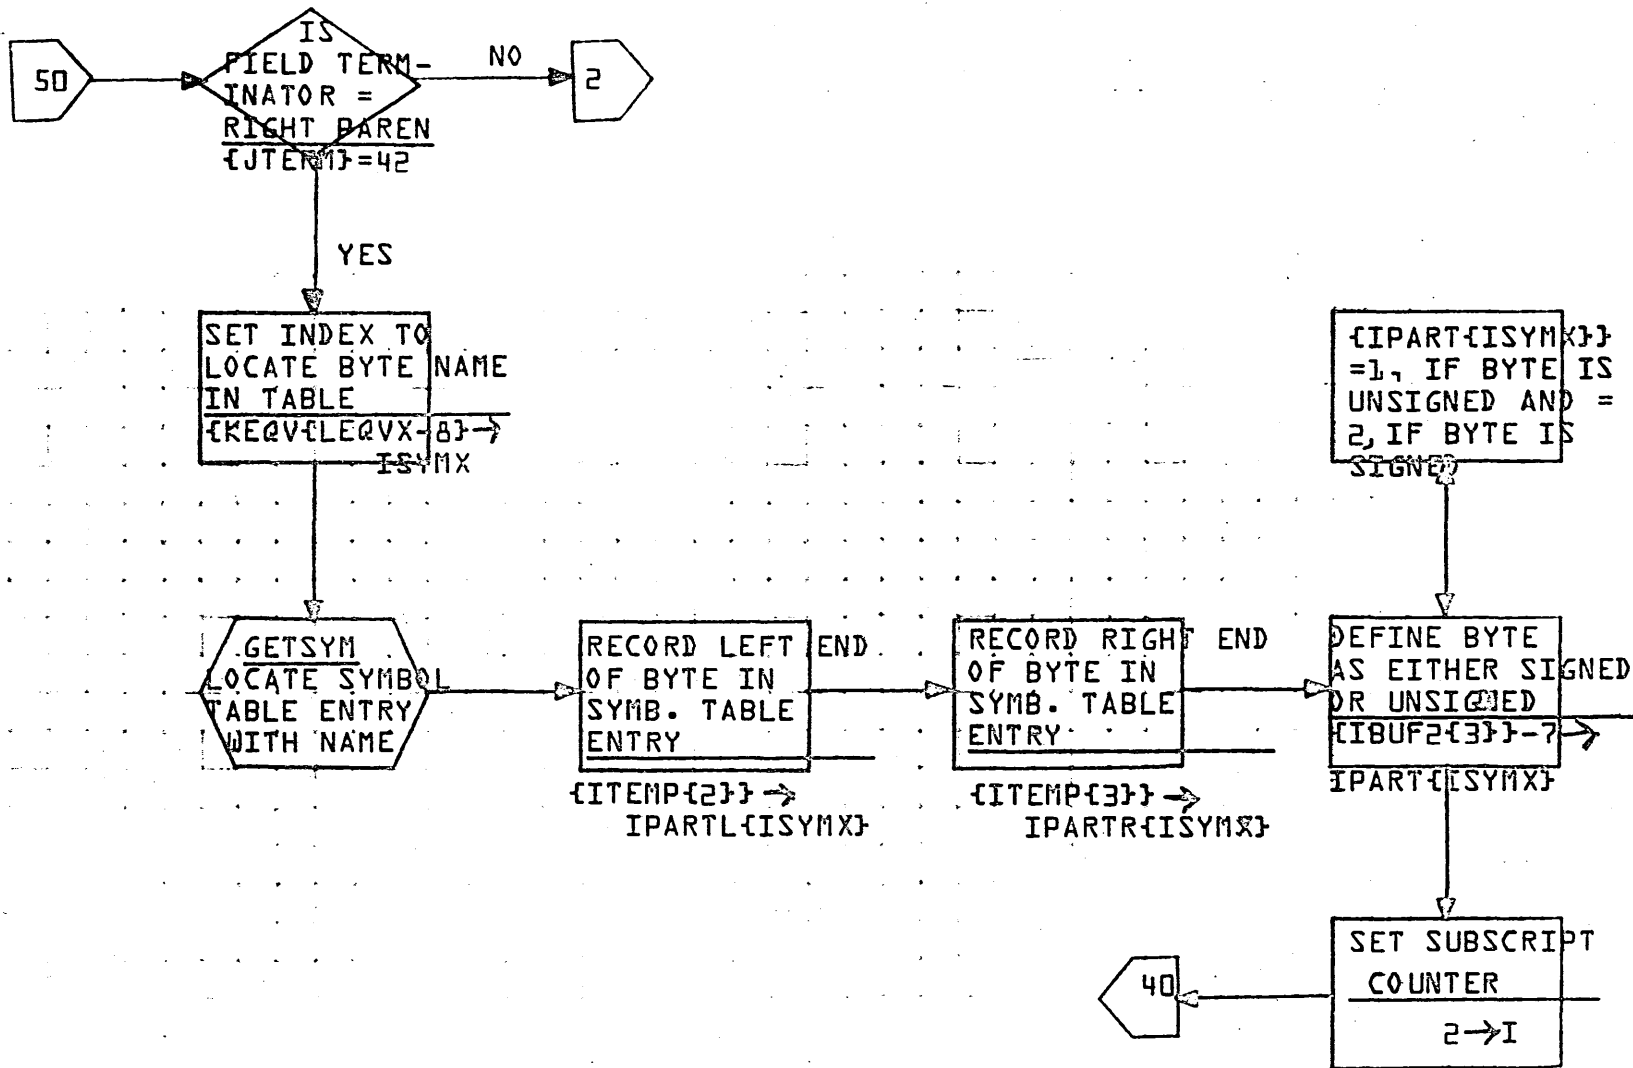 50
IS
FIELD TERM-
INATOR =
RIGHT PAREN
{JTERM}=42
NO
2
YES
SET INDEX TO
LOCATE BYTE NAME
IN TABLE
{KEQV{LEQVX-8}→
ISYMX
{IPART{ISYMX}}
=1, IF BYTE IS
UNSIGNED AND =
2, IF BYTE IS
SIGNED
GETSYM
LOCATE SYMBOL
TABLE ENTRY
WITH NAME
RECORD LEFT END
OF BYTE IN
SYMB. TABLE
ENTRY
{ITEMP{2}}→
IPARTL{ISYMX}
RECORD RIGHT END
OF BYTE IN
SYMB. TABLE
ENTRY
{ITEMP{3}}→
IPARTR{ISYMX}
DEFINE BYTE
AS EITHER SIGNED
OR UNSIGNED
{IBUF2{3}}-7→
IPART{ISYMX}
SET SUBSCRIPT
COUNTER
2→I
40